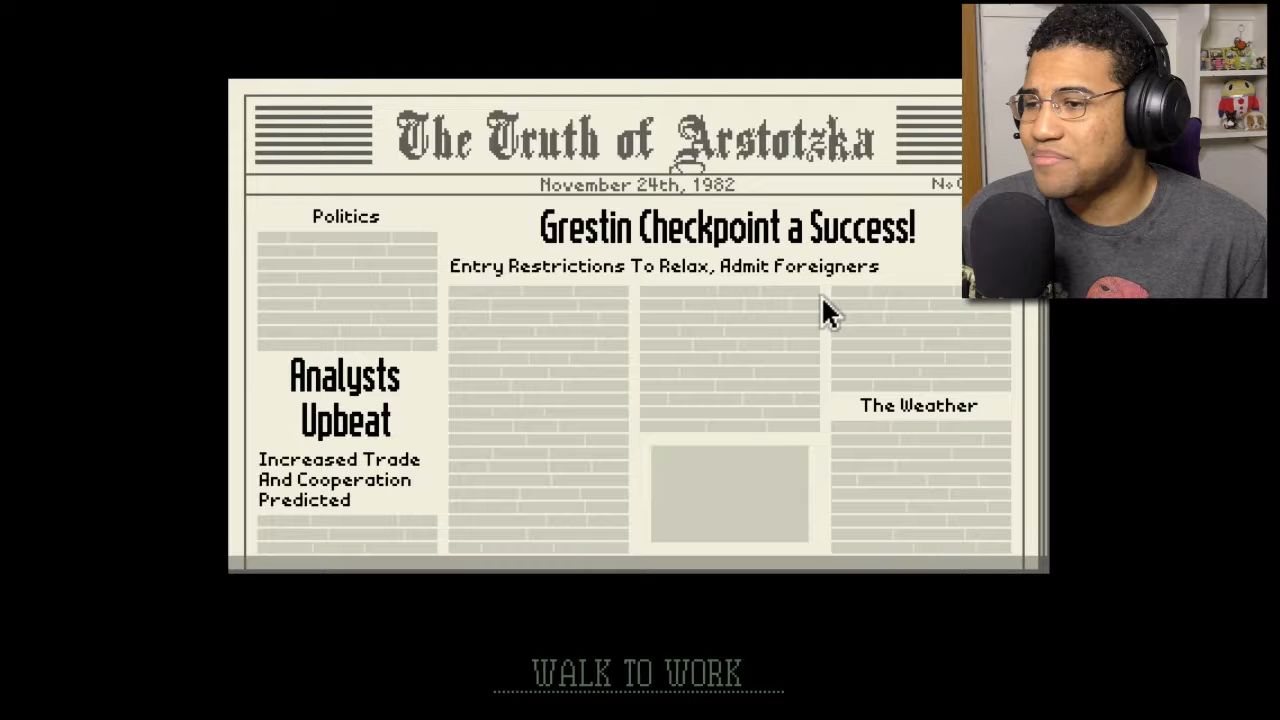 The Truth of Arstotzka
November 24th, 1982
Politics
Analysts
Upbeat
Increased Trade
And Cooperation
Predicted
Grestin Checkpoint a Success!
Entry Restrictions To Relax, Admit Foreigners
The Weather
WALK TO WORK